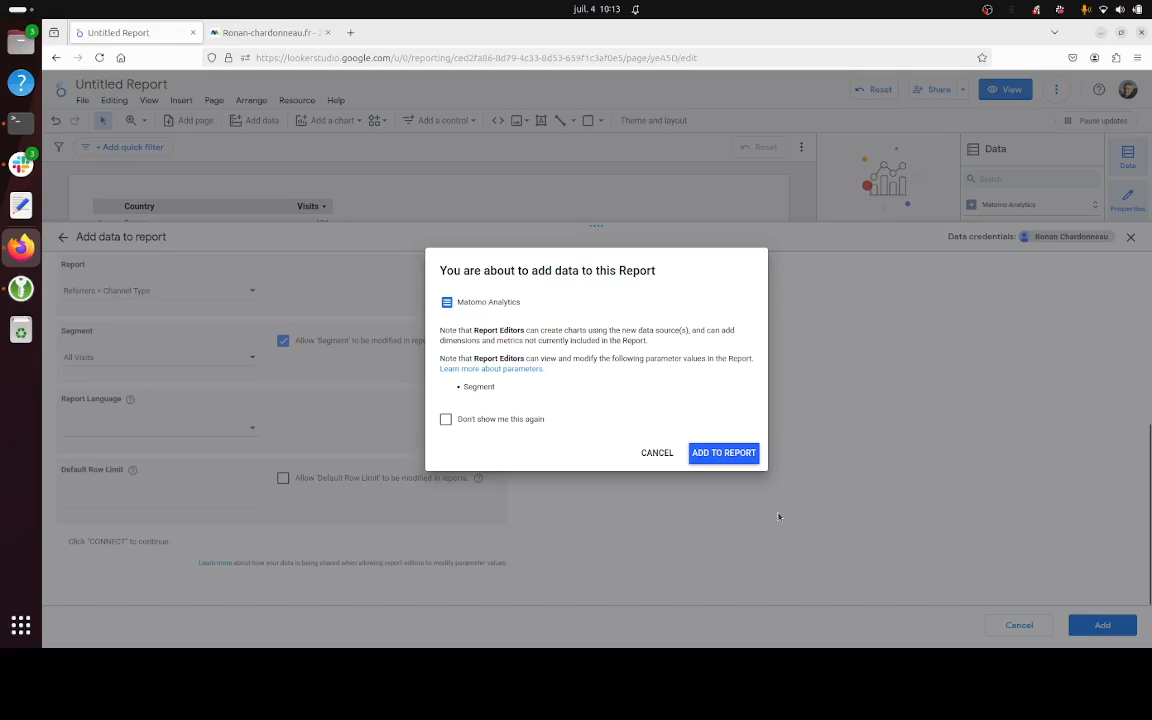 juil. 4 10:13
Untitled Report
Ronan-chardonneau.fr - 2
https://lookerstudio.google.com/u/0/reporting/ced2fa86-8d79-4c33-8d53-659f1c3af0e5/page/yeA5D/edit
Untitled Report
Reset
Share
View
File
Editing
View
Insert
Page
Arrange
Resource
Help
Add page
Add data
Add a chart
Add a control
Theme and layout
Pause updates
+ Add quick filter
Reset
Data
Search
Matomo Analytics
Data
Properties
Country
Visits
Add data to report
Data credentials:
Ronan Chardonneau
Report
Referrers > Channel Type
Segment
Allow 'Segment' to be modified in repo
All Visits
Report Language
Default Row Limit
Allow 'Default Row Limit' to be modified in reports.
Click "CONNECT" to continue
Learn more about how your data is being shared when allowing report editors to modify parameter values.
Cancel
Add
You are about to add data to this Report
Matomo Analytics
Note that Report Editors can create charts using the new data source(s), and can add
dimensions and metrics not currently included in the Report.
Note that Report Editors can view and modify the following parameter values in the Report.
Learn more about parameters.
• Segment
Don't show me this again
CANCEL
ADD TO REPORT
3
3